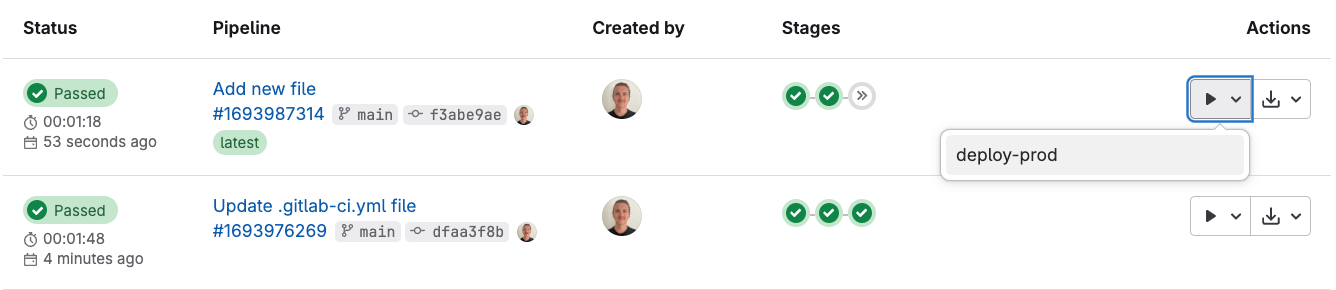 Status Pipeline Created by Stages Actions
Passed
00:01:18
53 seconds ago
Add new file
#1693987314 main f3abe9ae
latest
deploy-prod
Passed
00:01:48
4 minutes ago
Update .gitlab-ci.yml file
#1693976269 main dfaa3f8b